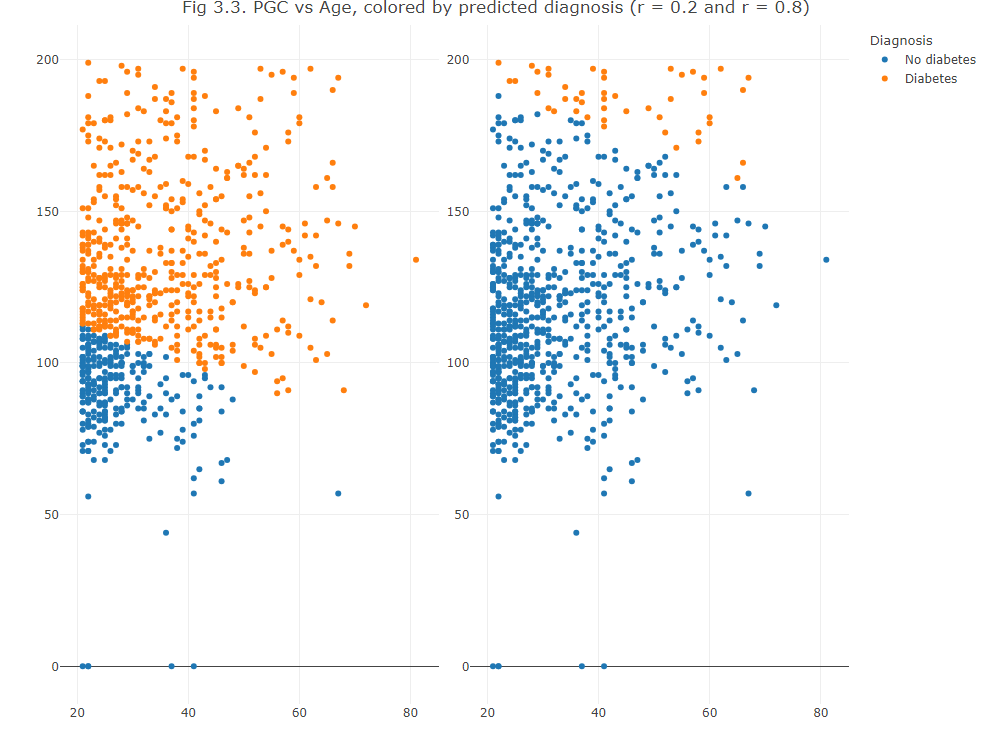 Fig 3.3. PGC vs Age, colored by predicted diagnosis (r = 0.2 and r = 0.8)
Diagnosis
No diabetes
Diabetes
200
150
100
50
0
20 40 60 80
200
150
100
50
0
20 40 60 80